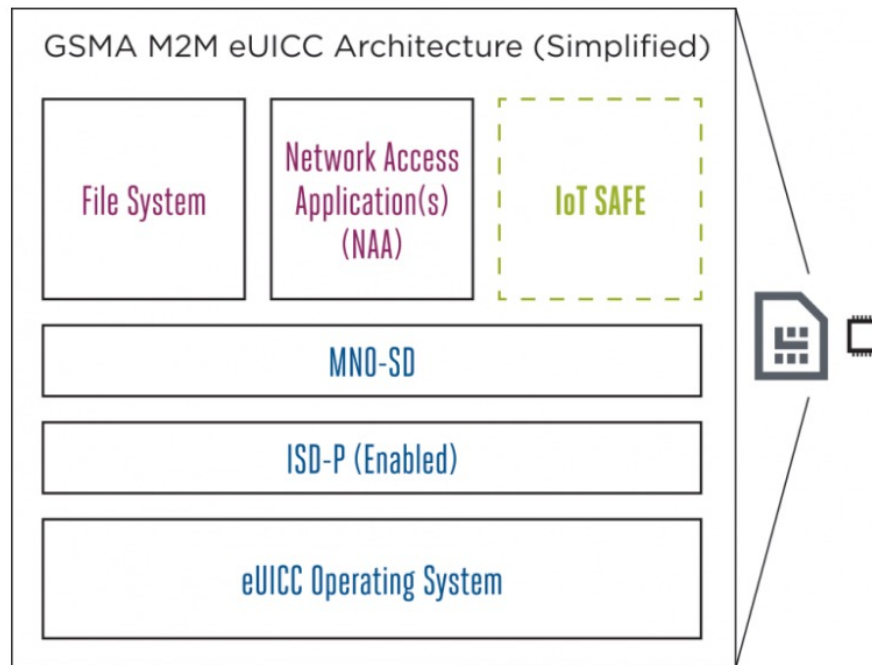 GSMA M2M eUICC Architecture (Simplified)
File System
Network Access
Application(s)
(NAA)
IoT SAFE
MNO-SD
ISD-P (Enabled)
eUICC Operating System